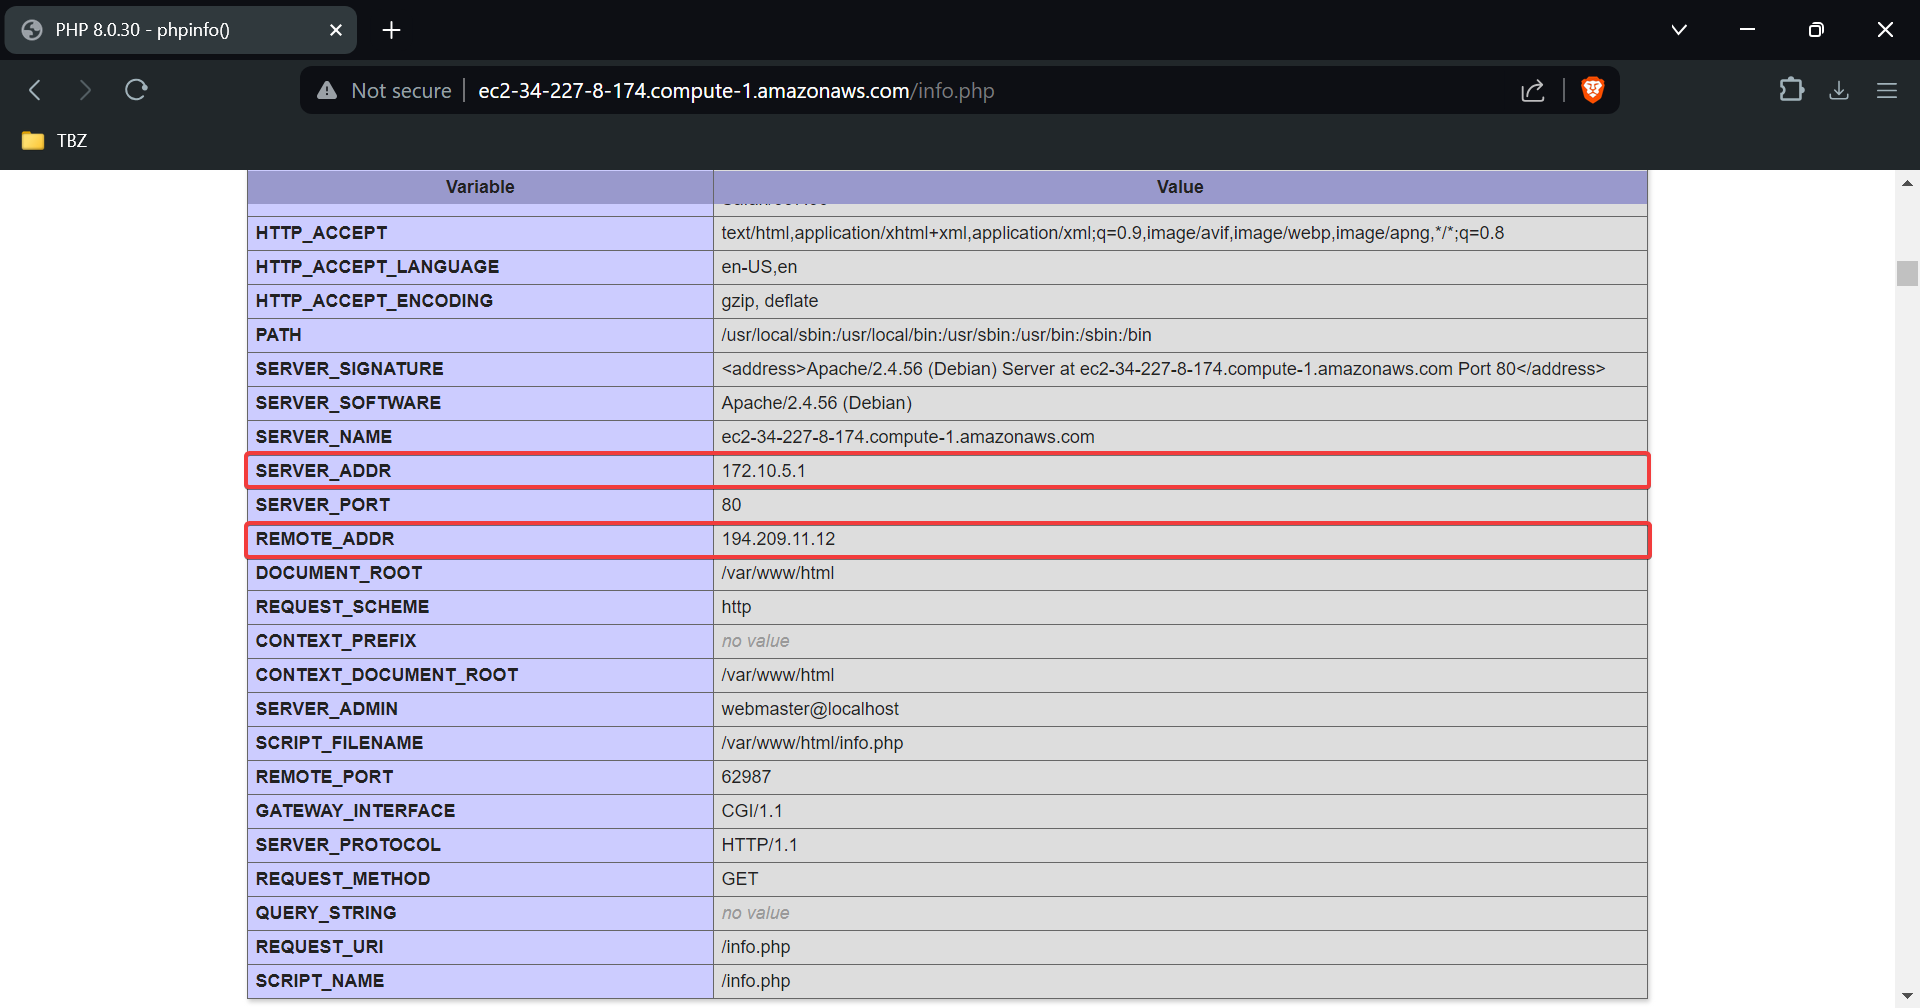 PHP 8.0.30 - phpinfo()
Not secure ec2-34-227-8-174.compute-1.amazonaws.com/info.php
TBZ
Variable Value
HTTP_ACCEPT text/html,application/xhtml+xml,application/xml;q=0.9,image/avif,image/webp,image/apng,*/*;q=0.8
HTTP_ACCEPT_LANGUAGE en-US,en
HTTP_ACCEPT_ENCODING gzip, deflate
PATH /usr/local/sbin:/usr/local/bin:/usr/sbin:/usr/bin:/sbin:/bin
SERVER_SIGNATURE <address>Apache/2.4.56 (Debian) Server at ec2-34-227-8-174.compute-1.amazonaws.com Port 80</address>
SERVER_SOFTWARE Apache/2.4.56 (Debian)
SERVER_NAME ec2-34-227-8-174.compute-1.amazonaws.com
SERVER_ADDR 172.10.5.1
SERVER_PORT 80
REMOTE_ADDR 194.209.11.12
DOCUMENT_ROOT /var/www/html
REQUEST_SCHEME http
CONTEXT_PREFIX no value
CONTEXT_DOCUMENT_ROOT /var/www/html
SERVER_ADMIN webmaster@localhost
SCRIPT_FILENAME /var/www/html/info.php
REMOTE_PORT 62987
GATEWAY_INTERFACE CGI/1.1
SERVER_PROTOCOL HTTP/1.1
REQUEST_METHOD GET
QUERY_STRING no value
REQUEST_URI /info.php
SCRIPT_NAME /info.php